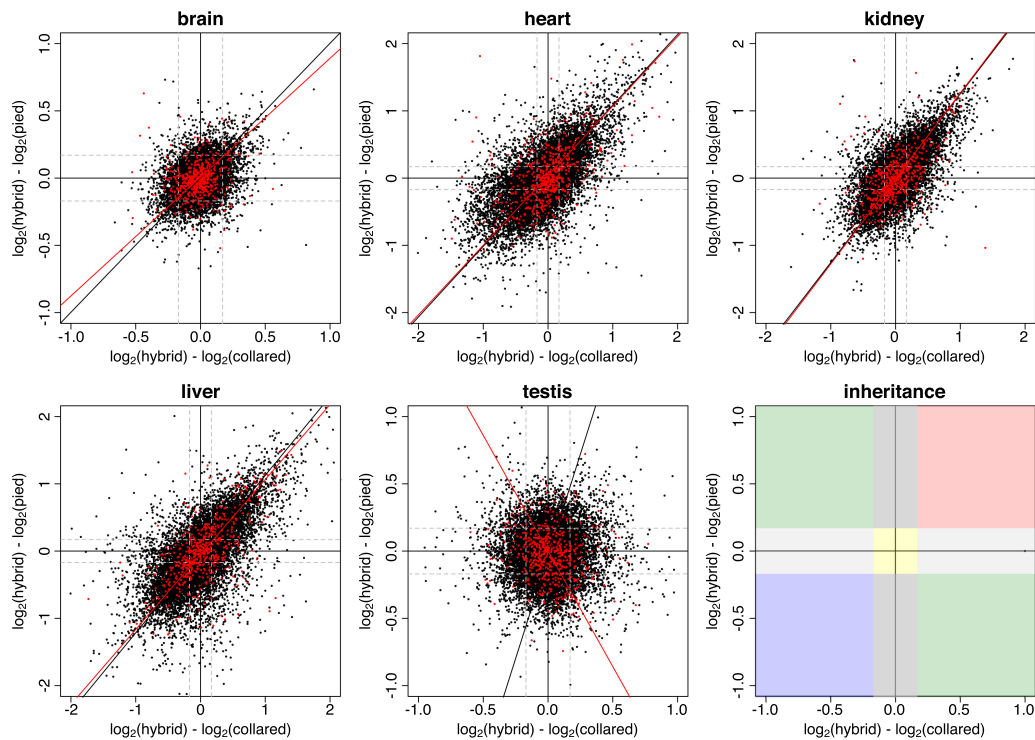 brain
1.0
0.5
0.0
-0.5
-1.0
log₂(hybrid) - log₂(pied)
-1.0 -0.5 0.0 0.5 1.0
log₂(hybrid) - log₂(collared)
heart
2
1
0
-1
-2
log₂(hybrid) - log₂(pied)
-2 -1 0 1 2
log₂(hybrid) - log₂(collared)
kidney
2
1
0
-1
-2
log₂(hybrid) - log₂(pied)
-2 -1 0 1 2
log₂(hybrid) - log₂(collared)
liver
2
1
0
-1
-2
log₂(hybrid) - log₂(pied)
-2 -1 0 1 2
log₂(hybrid) - log₂(collared)
testis
1.0
0.5
0.0
-0.5
-1.0
log₂(hybrid) - log₂(pied)
-1.0 -0.5 0.0 0.5 1.0
log₂(hybrid) - log₂(collared)
inheritance
1.0
0.5
0.0
-0.5
-1.0
log₂(hybrid) - log₂(pied)
-1.0 -0.5 0.0 0.5 1.0
log₂(hybrid) - log₂(collared)